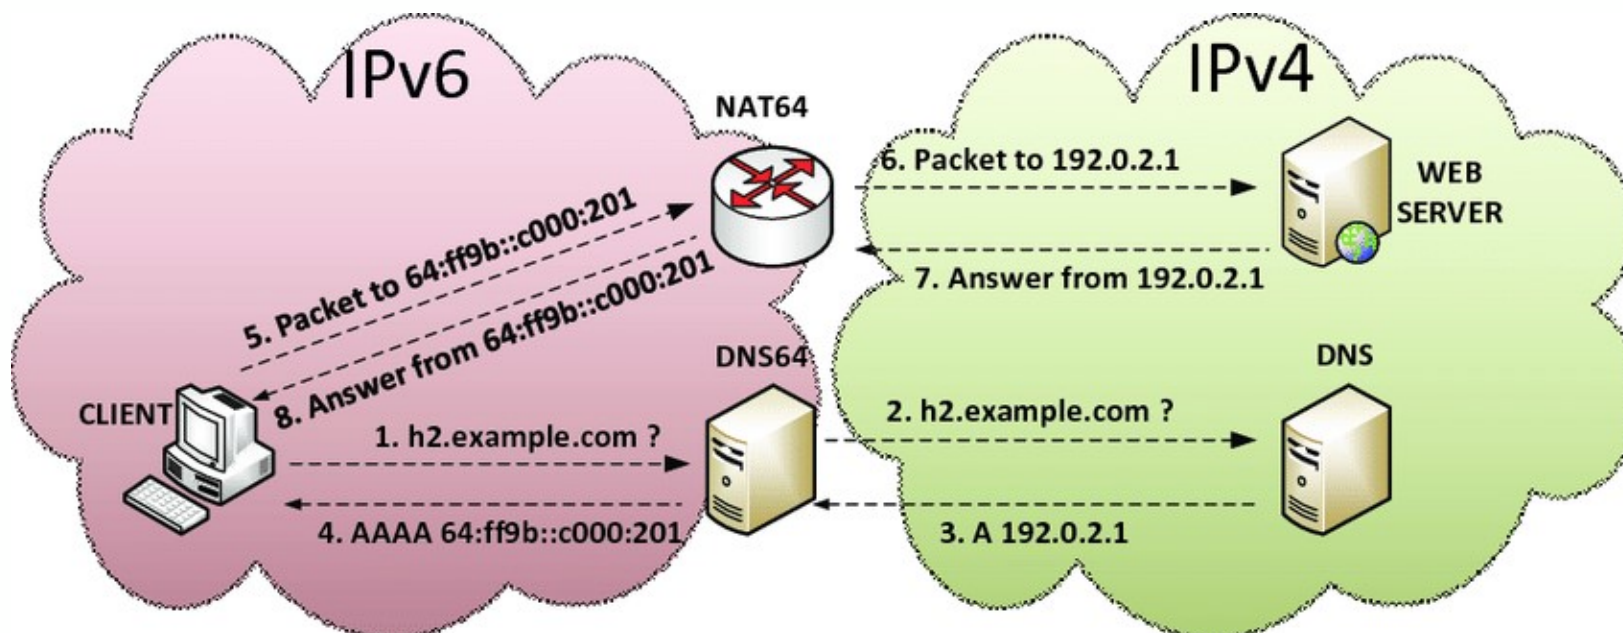 IPv6
IPv4
NAT64
6. Packet to 192.0.2.1
WEB
SERVER
5. Packet to 64:ff9b::c000:201
7. Answer from 192.0.2.1
8. Answer from 64:ff9b::c000:201
DNS64
DNS
CLIENT
1. h2.example.com ?
2. h2.example.com ?
4. AAAA 64:ff9b::c000:201
3. A 192.0.2.1